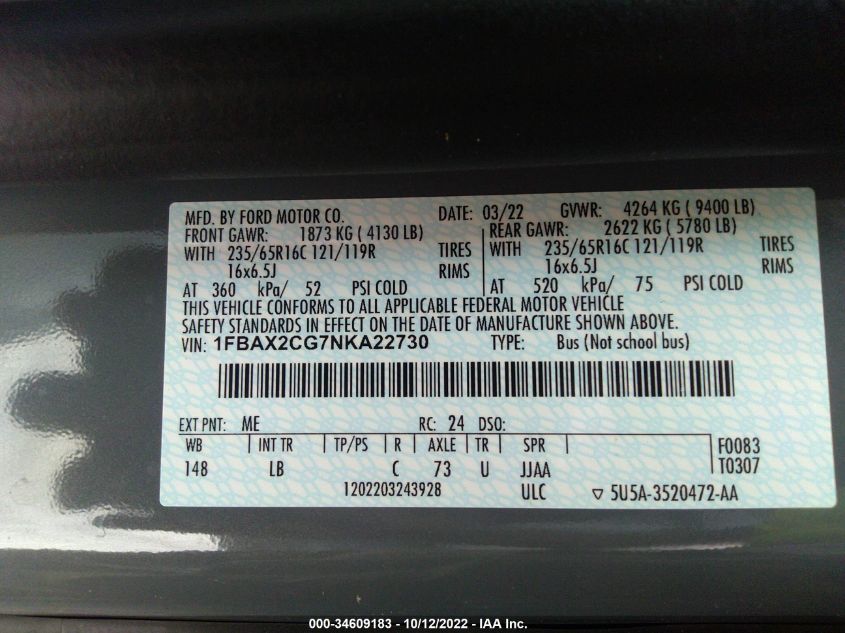 MFD. BY FORD MOTOR CO. DATE: 03/22 GVWR: 4264 KG ( 9400 LB)
FRONT GAWR: 1873 KG ( 4130 LB) REAR GAWR: 2622 KG ( 5780 LB)
WITH 235/65R16C 121/119R TIRES WITH 235/65R16C 121/119R TIRES
16x6.5J RIMS 16x6.5J RIMS
AT 360 kPa/ 52 PSI COLD AT 520 kPa/ 75 PSI COLD
THIS VEHICLE CONFORMS TO ALL APPLICABLE FEDERAL MOTOR VEHICLE
SAFETY STANDARDS IN EFFECT ON THE DATE OF MANUFACTURE SHOWN ABOVE.
VIN: 1FBAX2CG7NKA22730 TYPE: Bus (Not school bus)
EXT PNT: ME RC: 24 DSO:
WB INT TR TP/PS R AXLE TR SPR F0083
148 LB C 73 U JJAA T0307
1202203243928 ULC ▽ 5U5A-3520472-AA
000-34609183 - 10/12/2022 - IAA Inc.